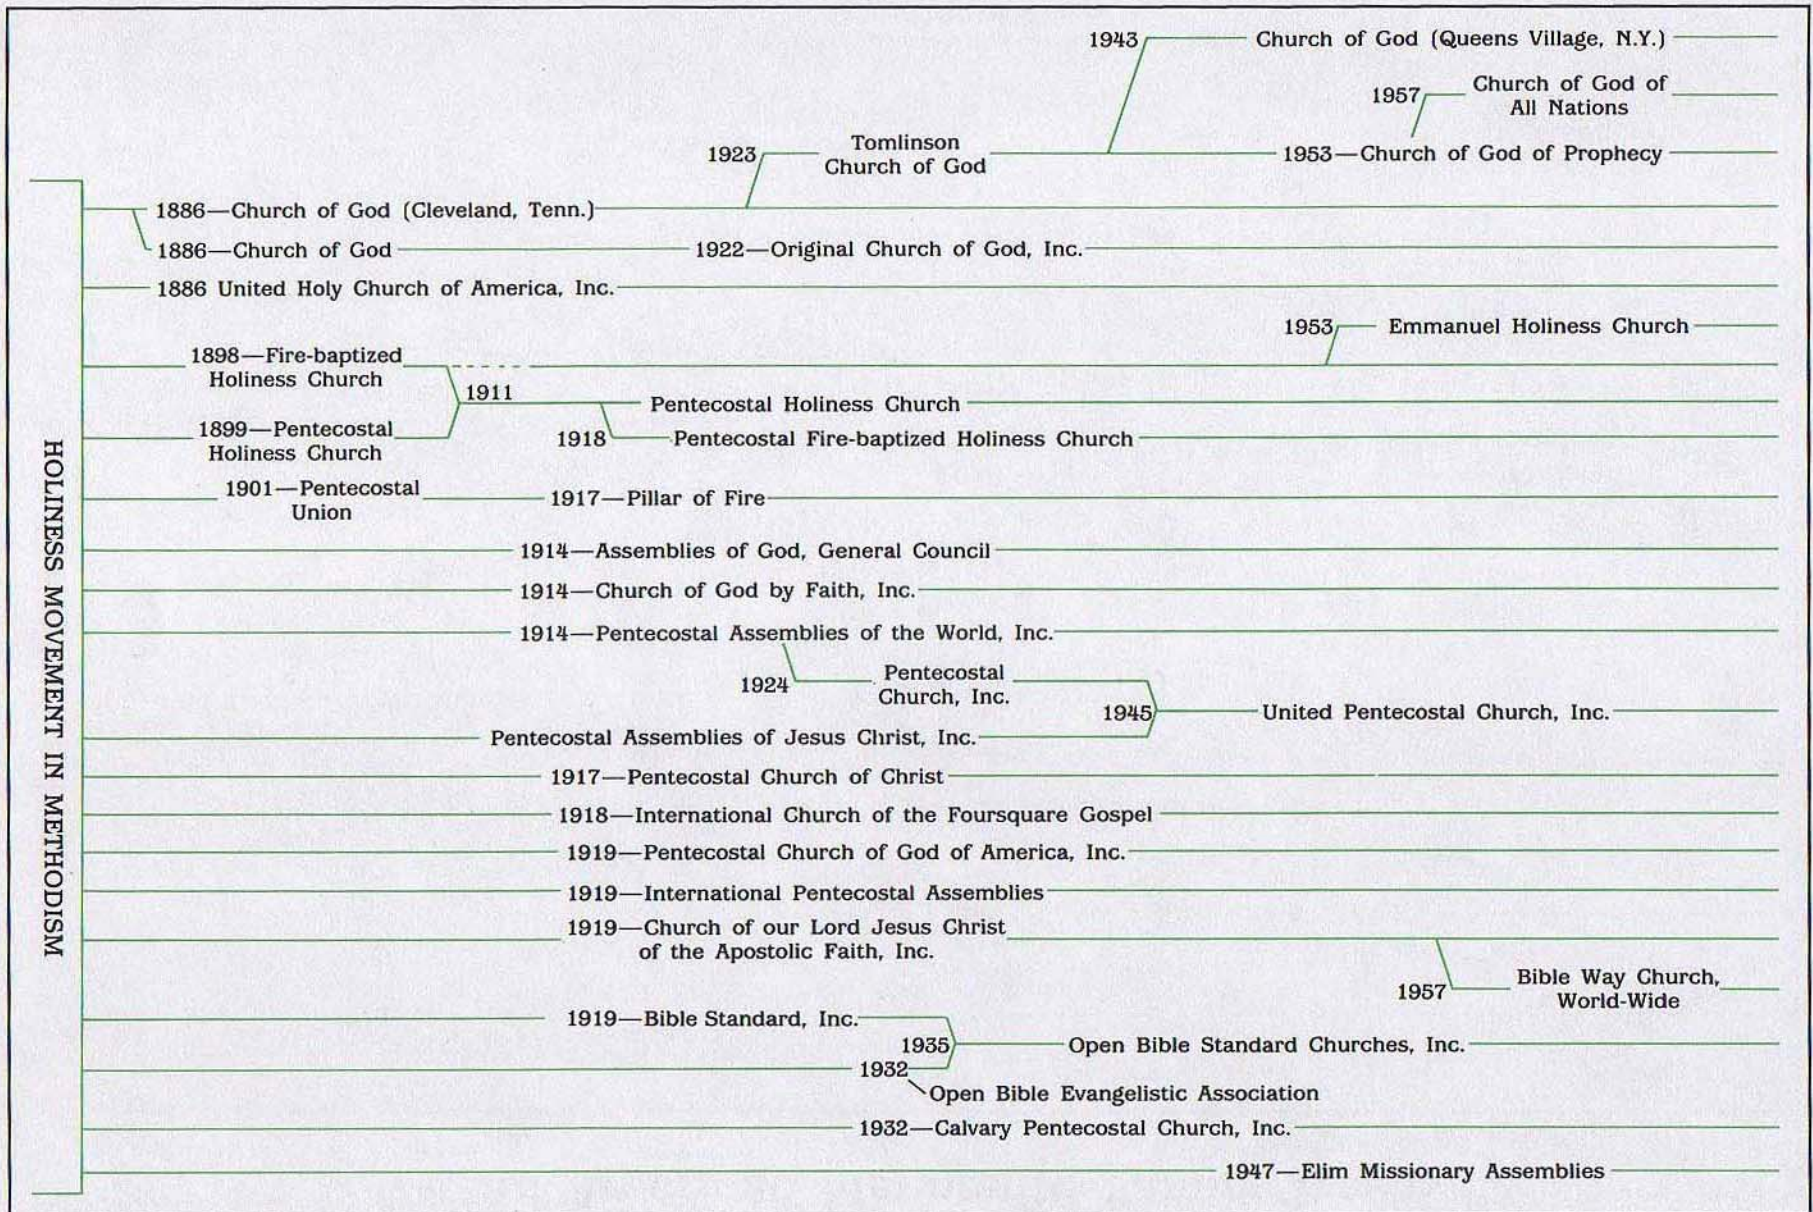 1943 Church of God (Queens Village, N.Y.)
1957 Church of God of
All Nations
1923 Tomlinson
Church of God
1953—Church of God of Prophecy
1886—Church of God (Cleveland, Tenn.)
1886—Church of God 1922—Original Church of God, Inc.
1886 United Holy Church of America, Inc.
1953 Emmanuel Holiness Church
1898—Fire-baptized
Holiness Church
1911
Pentecostal Holiness Church
1899—Pentecostal
Holiness Church
1918 Pentecostal Fire-baptized Holiness Church
1901—Pentecostal
Union
1917—Pillar of Fire
HOLINESS MOVEMENT IN METHODISM
1914—Assemblies of God, General Council
1914—Church of God by Faith, Inc.
1914—Pentecostal Assemblies of the World, Inc.
1924 Pentecostal
Church, Inc.
1945 United Pentecostal Church, Inc.
Pentecostal Assemblies of Jesus Christ, Inc.
1917—Pentecostal Church of Christ
1918—International Church of the Foursquare Gospel
1919—Pentecostal Church of God of America, Inc.
1919—International Pentecostal Assemblies
1919—Church of our Lord Jesus Christ
of the Apostolic Faith, Inc.
1957 Bible Way Church,
World-Wide
1919—Bible Standard, Inc.
1935 Open Bible Standard Churches, Inc.
1932
Open Bible Evangelistic Association
1932—Calvary Pentecostal Church, Inc.
1947—Elim Missionary Assemblies